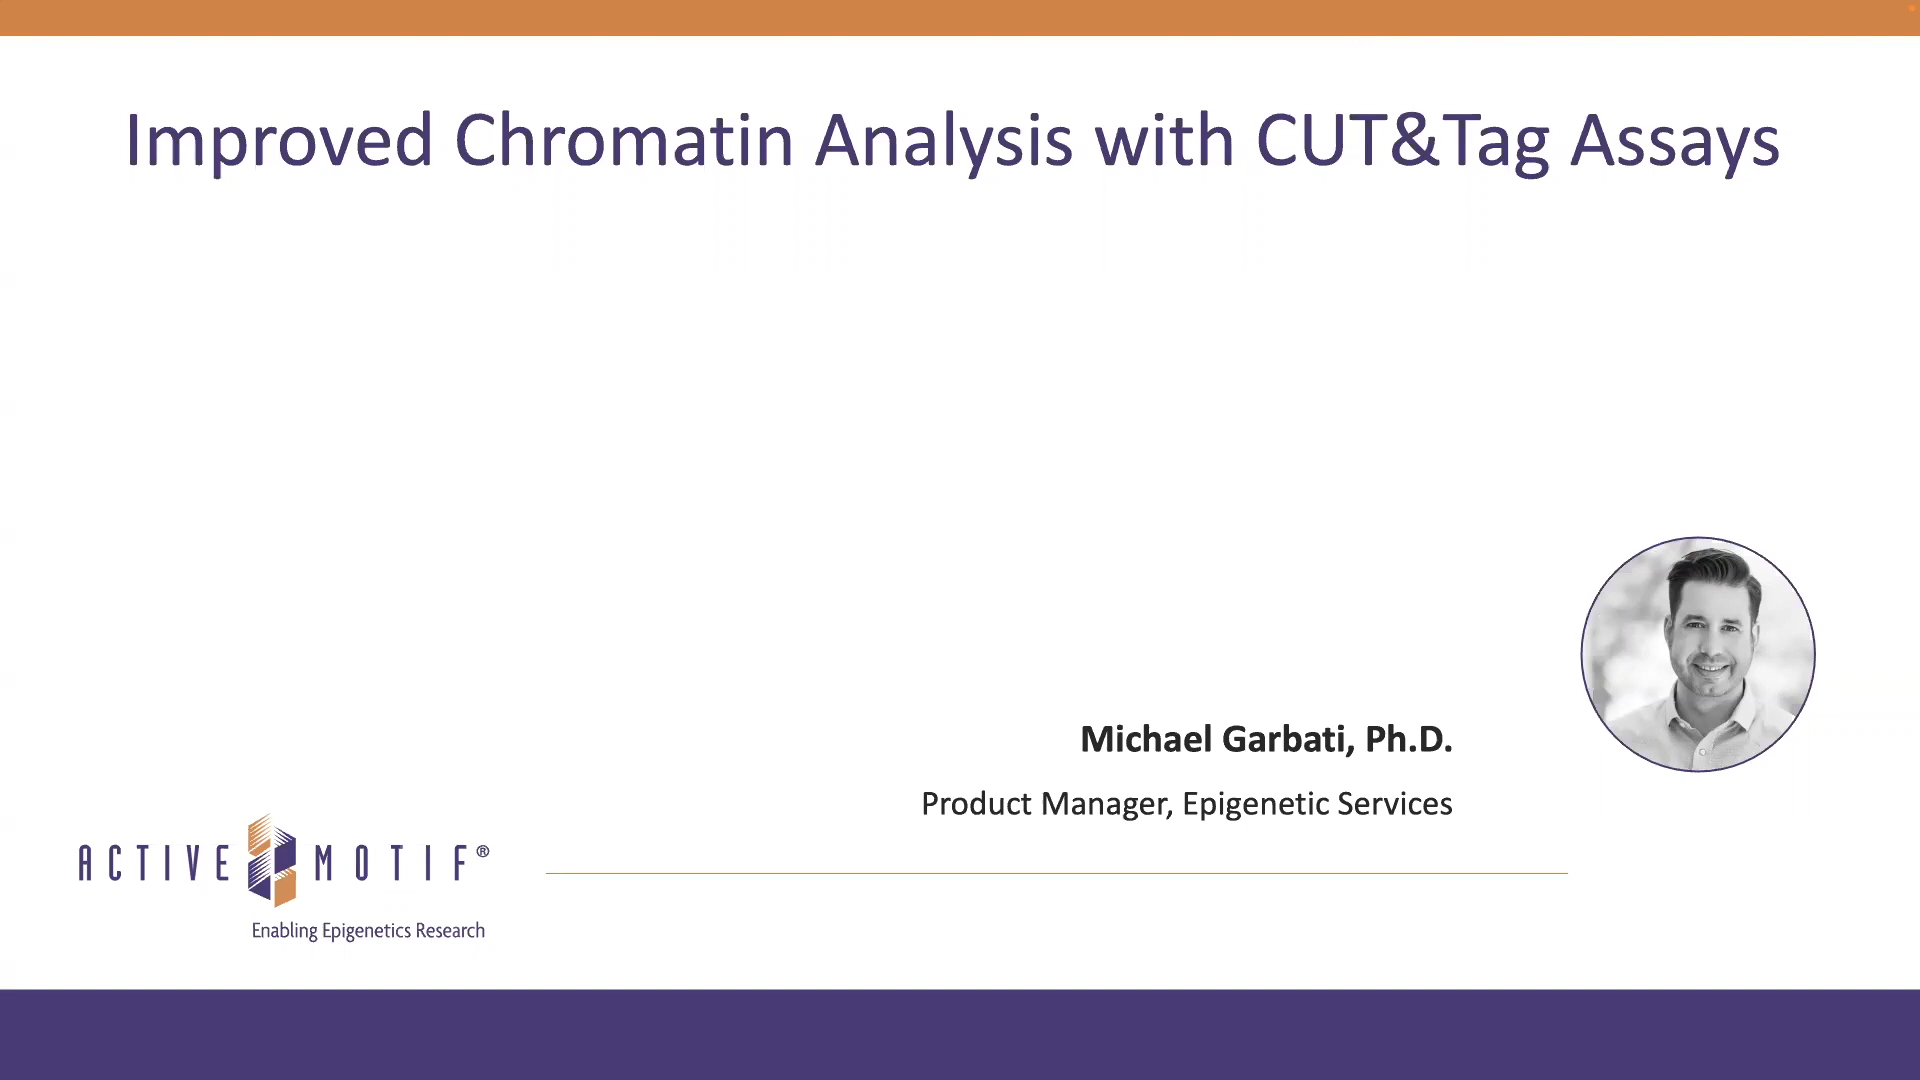 Improved Chromatin Analysis with CUT&Tag Assays
Michael Garbati, Ph.D.
Product Manager, Epigenetic Services
ACTIVE MOTIF®
Enabling Epigenetics Research